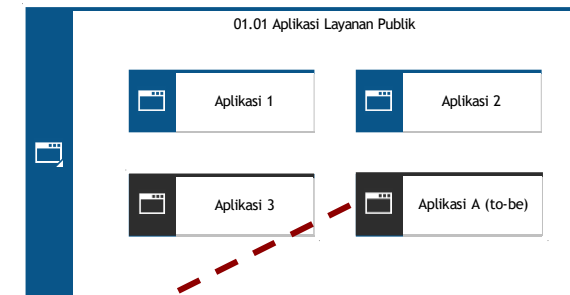 01.01 Aplikasi Layanan Publik
Aplikasi 1
Aplikasi 2
Aplikasi 3
Aplikasi A (to-be)